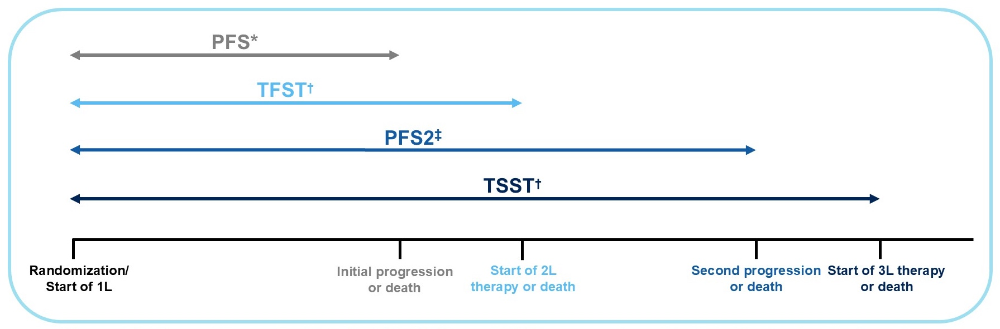 PFS*
TFST†
PFS2‡
TSST†
Randomization/
Start of 1L
Initial progression
or death
Start of 2L
therapy or death
Second progression
or death
Start of 3L therapy
or death